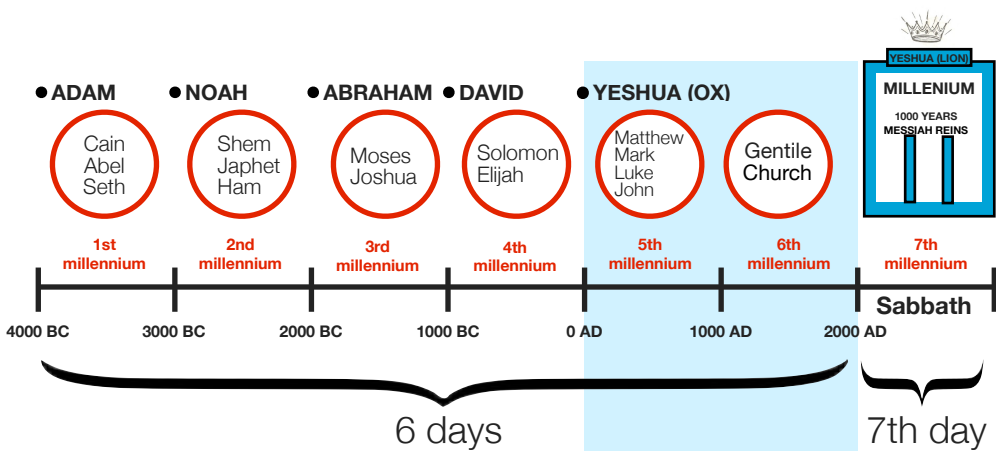 YESHUA (LION)
MILLENIUM
1000 YEARS
MESSIAH REINS
ADAM
NOAH
ABRAHAM
DAVID
YESHUA (OX)
Cain
Abel
Seth
Shem
Japhet
Ham
Moses
Joshua
Solomon
Elijah
Matthew
Mark
Luke
John
Gentile
Church
1st
millennium
2nd
millennium
3rd
millennium
4th
millennium
5th
millennium
6th
millennium
7th
millennium
Sabbath
4000 BC
3000 BC
2000 BC
1000 BC
0 AD
1000 AD
2000 AD
6 days
7th day